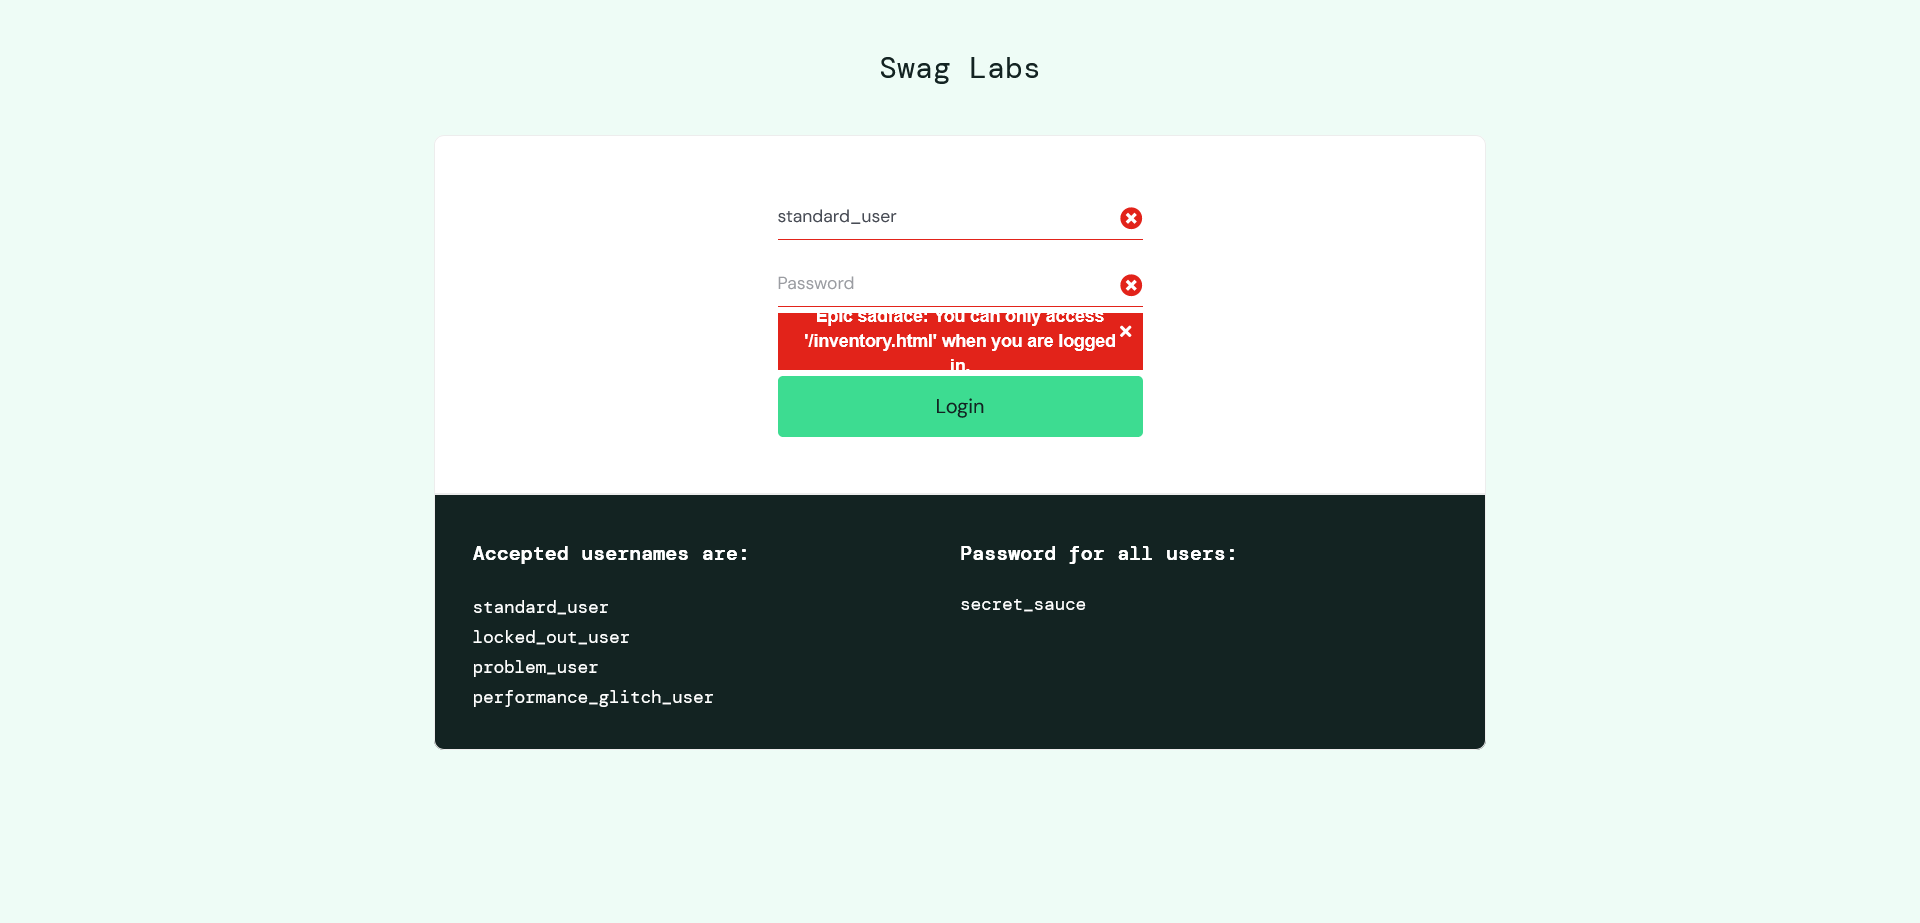 Swag Labs
standard_user
Password
Epic sadface: You can only access
'/inventory.html' when you are logged
in.
Login
Accepted usernames are:
standard_user
locked_out_user
problem_user
performance_glitch_user
Password for all users:
secret_sauce